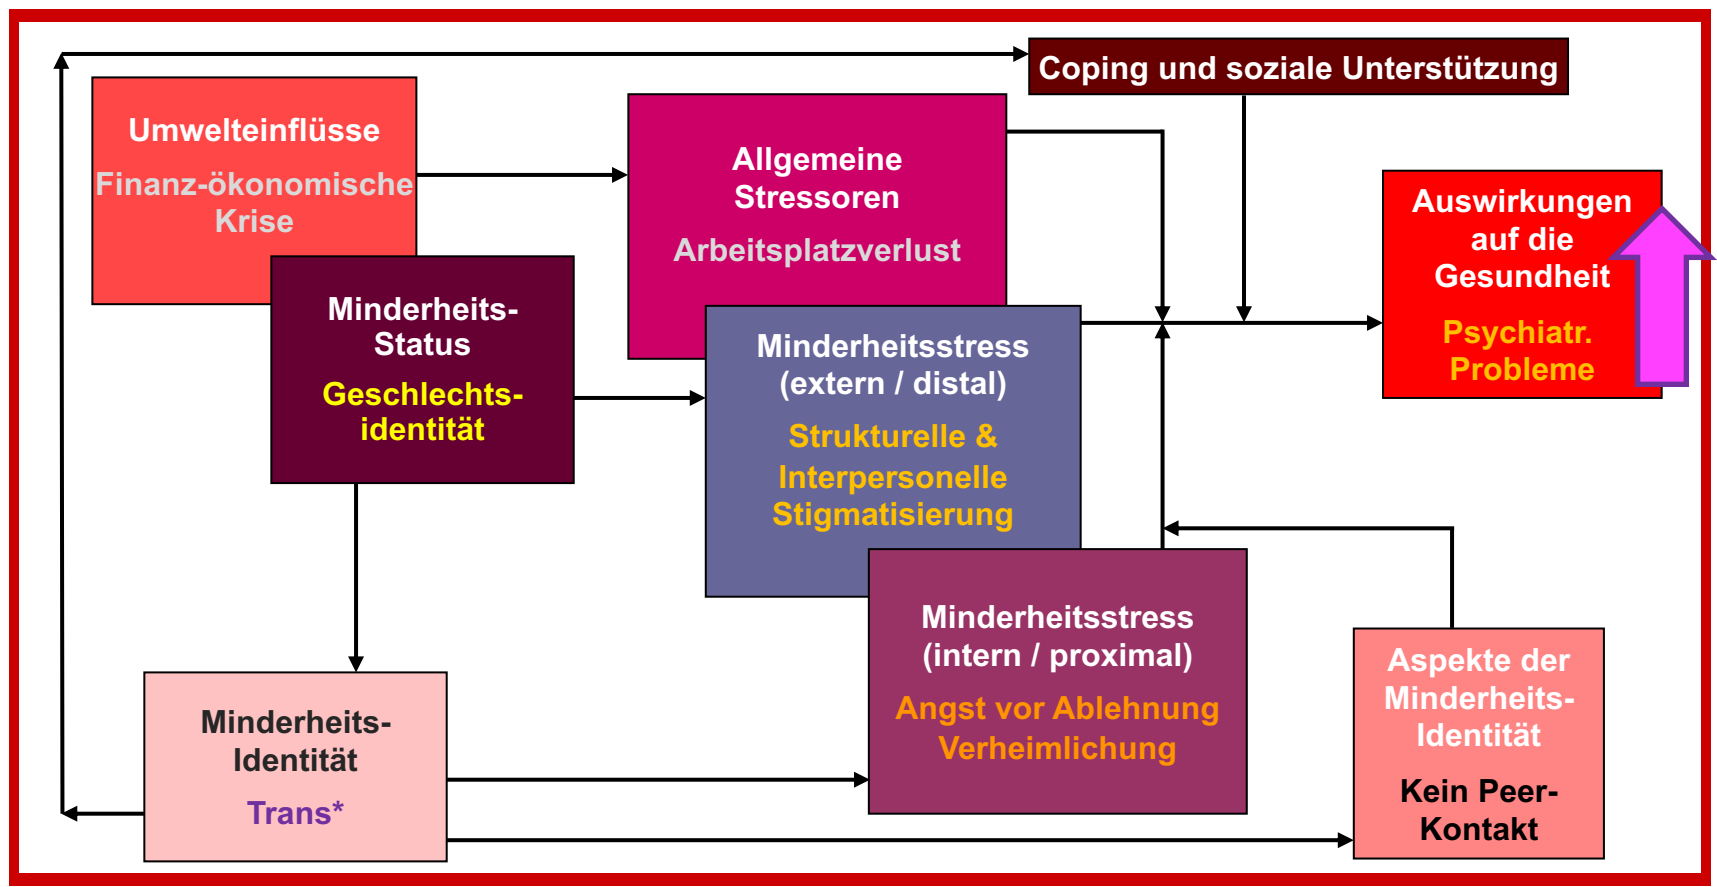 Coping und soziale Unterstützung
Umwelteinflüsse
Finanz-ökonomische
Krise
Allgemeine
Stressoren
Arbeitsplatzverlust
Auswirkungen
auf die
Gesundheit
Psychiatr.
Probleme
Minderheits-
Status
Geschlechts-
identität
Minderheitsstress
(extern / distal)
Strukturelle &
Interpersonelle
Stigmatisierung
Minderheitsstress
(intern / proximal)
Angst vor Ablehnung
Verheimlichung
Minderheits-
Identität
Trans*
Aspekte der
Minderheits-
Identität
Kein Peer-
Kontakt